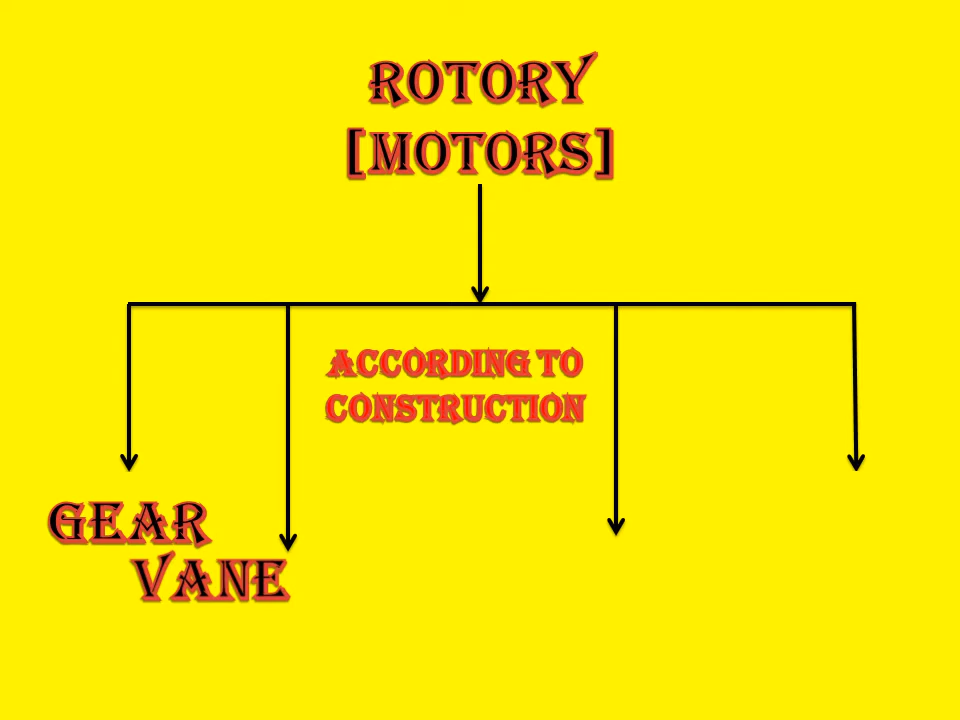 ROTORY
[MOTORS]
ACCORDING TO
CONSTRUCTION
GEAR
VANE